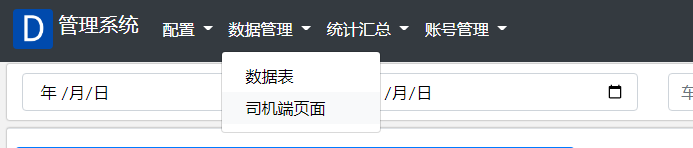 D 管理系统 配置 数据管理 统计汇总 账号管理
数据表
年 /月/日 /月/日 车
司机端页面